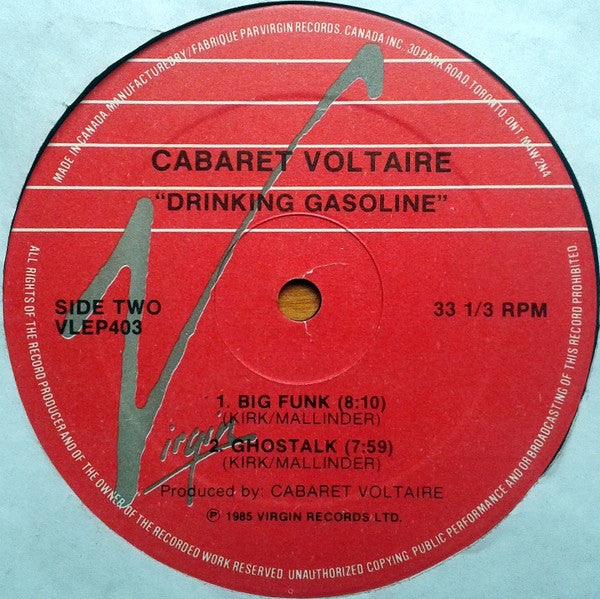 MADE IN CANADA. MANUFACTURED BY/FABRIQUE PAR VIRGIN RECORDS, CANADA INC. 30 PARK ROAD, TORONTO. ONT. M4W 2N4
CABARET VOLTAIRE
"DRINKING GASOLINE"
SIDE TWO
VLEP403
33 1/3 RPM
1. BIG FUNK (8:10)
(KIRK/MALLINDER)
2. GHOSTALK (7:59)
(KIRK/MALLINDER)
Virgin
Produced by: CABARET VOLTAIRE
℗ 1985 VIRGIN RECORDS LTD.
ALL RIGHTS OF THE RECORD PRODUCER AND OF THE OWNER OF THE RECORDED WORK RESERVED. UNAUTHORIZED COPYING, PUBLIC PERFORMANCE AND/OR BROADCASTING OF THIS RECORD PROHIBITED.